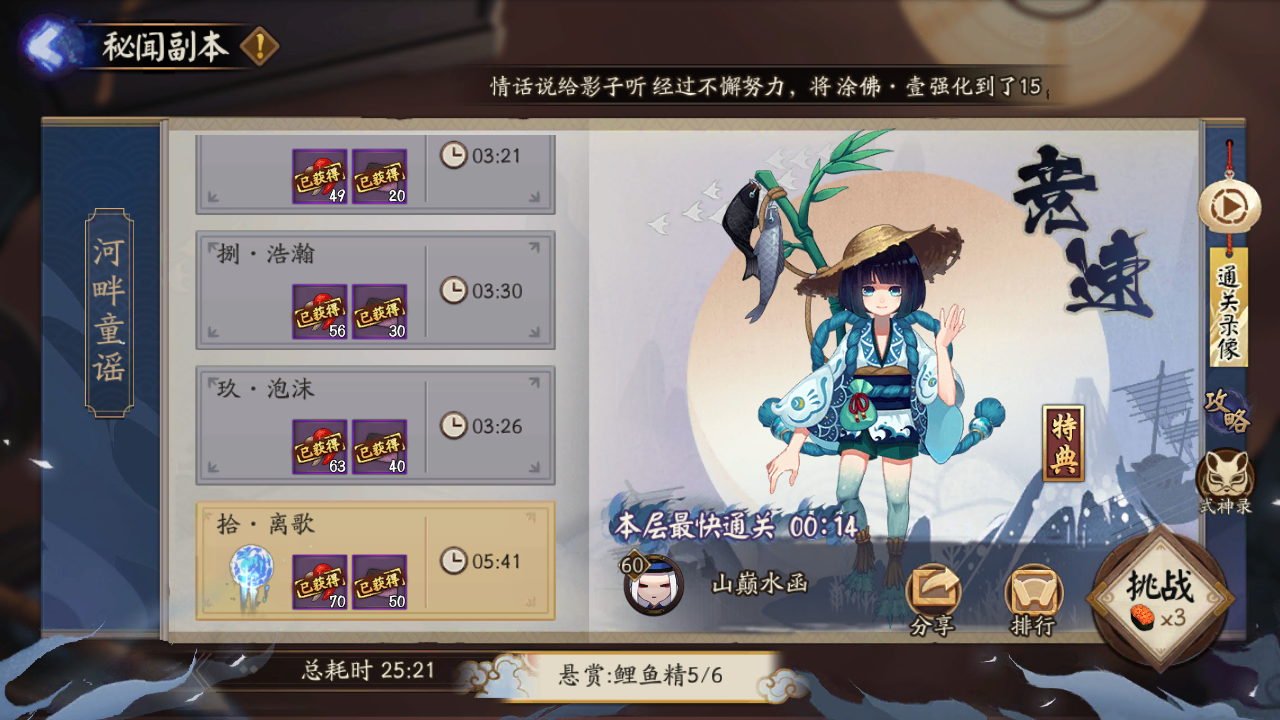 秘闻副本
情话说给影子听 经过不懈努力，将 涂佛·壹 强化到了15
河畔童谣
已获得 49
已获得 20
03:21
捌·浩瀚
已获得 56
已获得 30
03:30
玖·泡沫
已获得 63
已获得 40
03:26
拾·离歌
已获得 70
已获得 50
05:41
竞速
特典
通关录像
攻略
式神录
本层最快通关 00:14
60
山巅水函
分享
排行
挑战
x3
总耗时 25:21
悬赏:鲤鱼精5/6